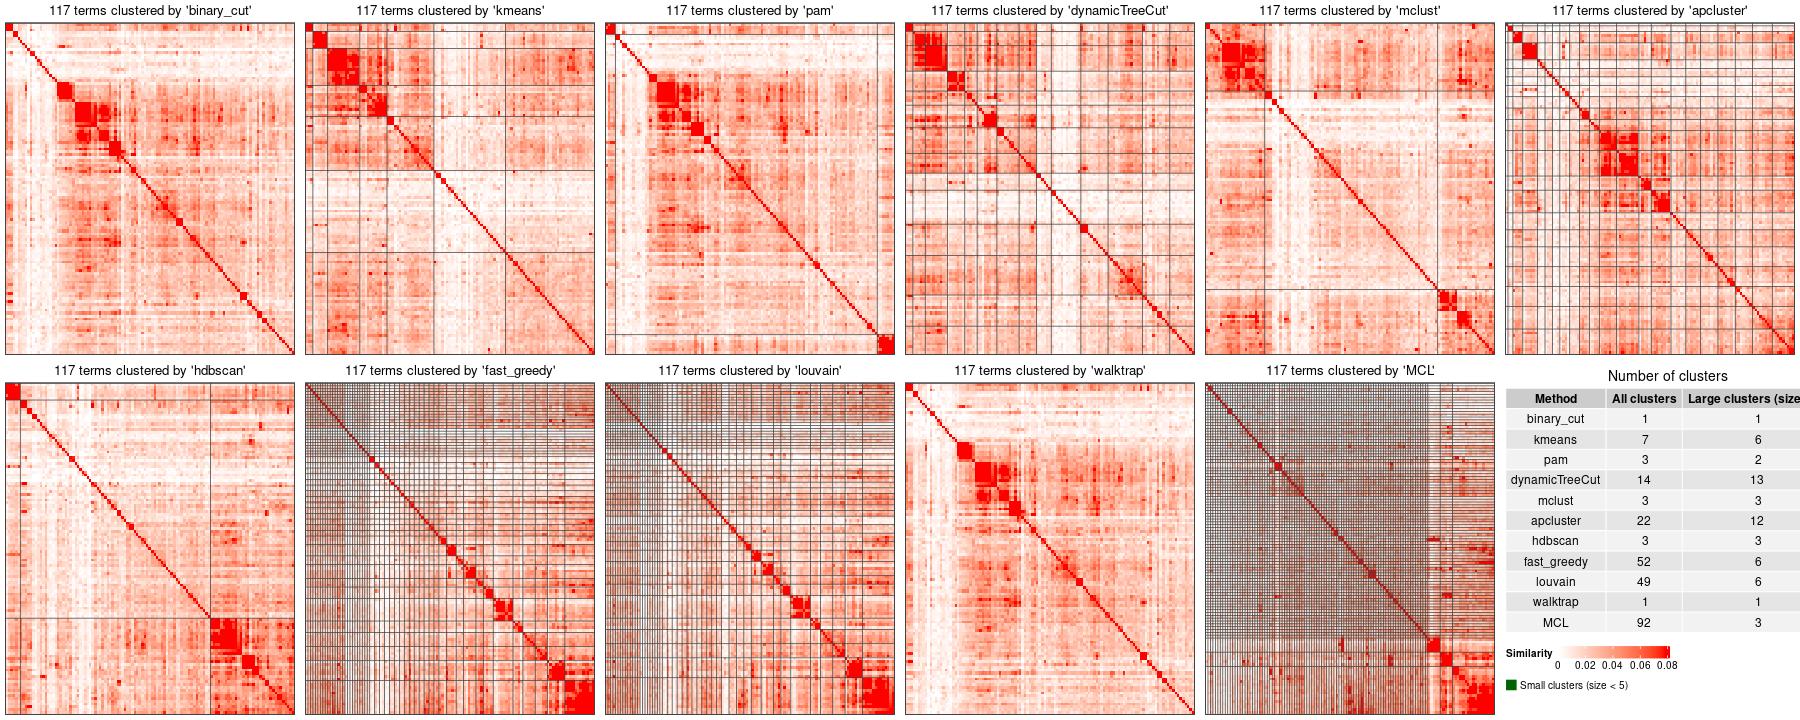 117 terms clustered by 'binary_cut'
117 terms clustered by 'kmeans'
117 terms clustered by 'pam'
117 terms clustered by 'dynamicTreeCut'
117 terms clustered by 'mclust'
117 terms clustered by 'apcluster'
117 terms clustered by 'hdbscan'
117 terms clustered by 'fast_greedy'
117 terms clustered by 'louvain'
117 terms clustered by 'walktrap'
117 terms clustered by 'MCL'
Number of clusters
Method All clusters Large clusters (size
binary_cut 1 1
kmeans 7 6
pam 3 2
dynamicTreeCut 14 13
mclust 3 3
apcluster 22 12
hdbscan 3 3
fast_greedy 52 6
louvain 49 6
walktrap 1 1
MCL 92 3
Similarity
0 0.02 0.04 0.06 0.08
Small clusters (size < 5)